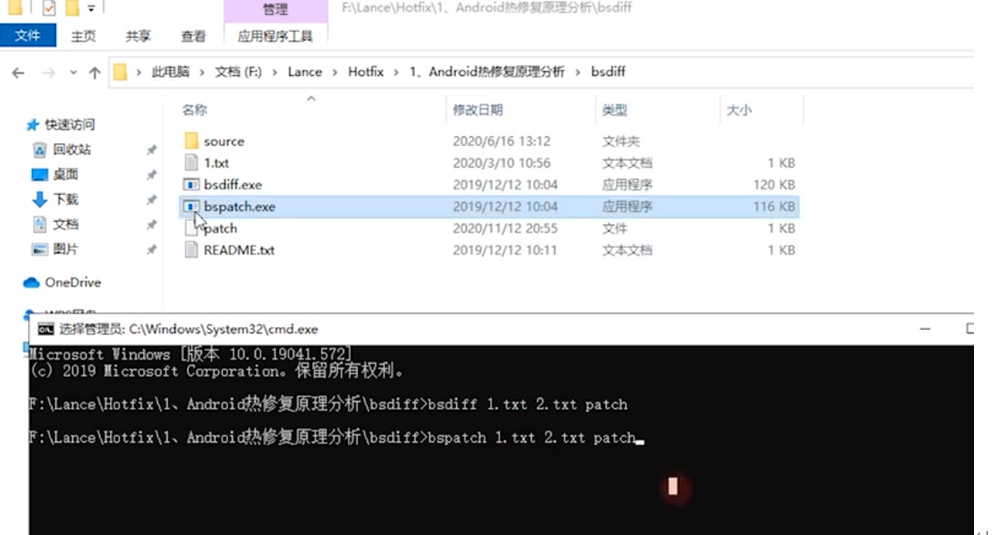 管理
F:\Lance\Hotfix\1、Android热修复原理分析\bsdiff
文件 主页 共享 查看 应用程序工具
此电脑 > 文档 (F:) > Lance > Hotfix > 1、Android热修复原理分析 > bsdiff
名称 修改日期 类型 大小
快速访问
回收站
桌面
下载
文档
图片
OneDrive
source 2020/6/16 13:12 文件夹
1.txt 2020/3/10 10:56 文本文档 1 KB
bsdiff.exe 2019/12/12 10:04 应用程序 120 KB
bspatch.exe 2019/12/12 10:04 应用程序 116 KB
patch 2020/11/12 20:55 文件 1 KB
README.txt 2019/12/12 10:11 文本文档 1 KB
选择管理员: C:\Windows\System32\cmd.exe
Microsoft Windows [版本 10.0.19041.572]
(c) 2019 Microsoft Corporation。保留所有权利。
F:\Lance\Hotfix\1、Android热修复原理分析\bsdiff>bsdiff 1.txt 2.txt patch
F:\Lance\Hotfix\1、Android热修复原理分析\bsdiff>bspatch 1.txt 2.txt patch